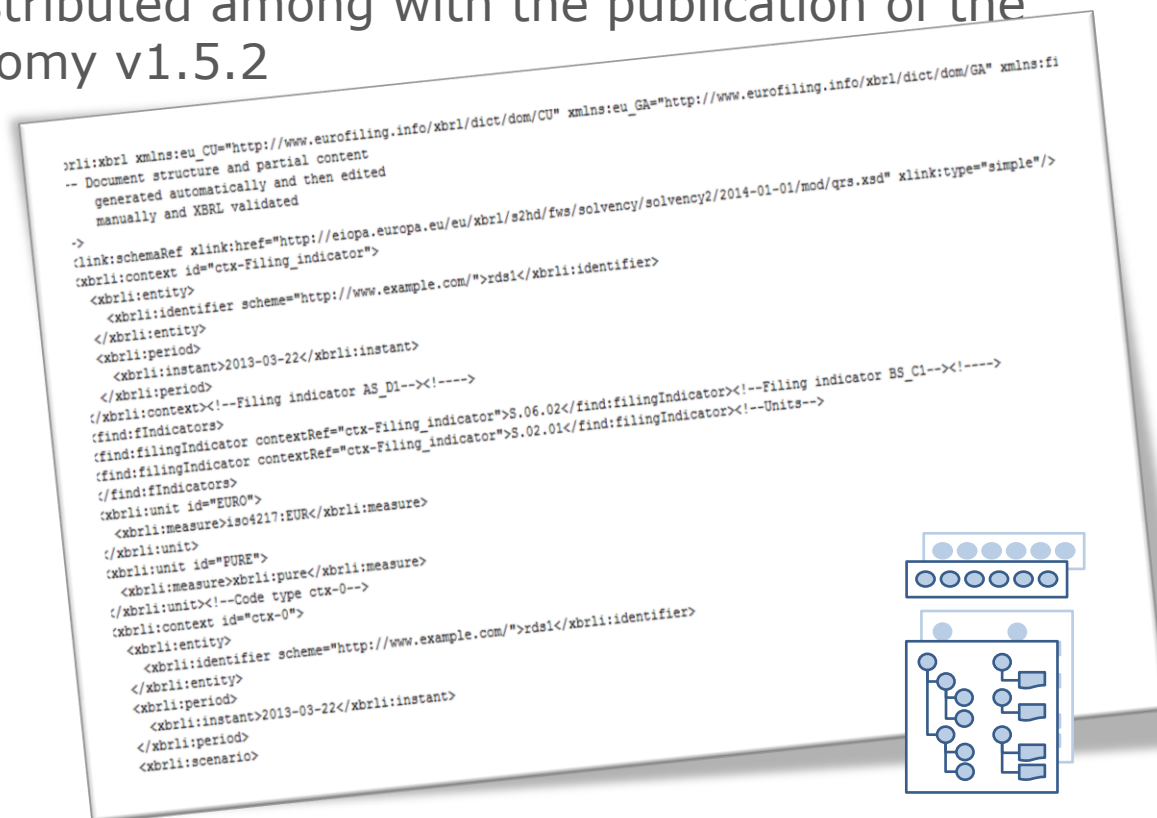 stributed among with the publication of the
omy v1.5.2
rli:xbrl xmlns:eu_CU="http://www.eurofiling.info/xbrl/dict/dom/CU" xmlns:eu_GA="http://www.eurofiling.info/xbrl/dict/dom/GA" xmlns:fi
-- Document structure and partial content
generated automatically and then edited
manually and XBRL validated
->
link:schemaRef xlink:href="http://eiopa.europa.eu/eu/xbrl/s2hd/fws/solvency/solvency2/2014-01-01/mod/qrs.xsd" xlink:type="simple"/>
<xbrli:context id="ctx-Filing_indicator">
<xbrli:entity>
<xbrli:identifier scheme="http://www.example.com/">rds1</xbrli:identifier>
</xbrli:entity>
<xbrli:period>
<xbrli:instant>2013-03-22</xbrli:instant>
</xbrli:period>
</xbrli:context><!--Filing indicator AS_D1--><!---->
<find:fIndicators>
<find:filingIndicator contextRef="ctx-Filing_indicator">S.06.02</find:filingIndicator><!--Filing indicator BS_C1--><!---->
<find:filingIndicator contextRef="ctx-Filing_indicator">S.02.01</find:filingIndicator><!--Units-->
</find:fIndicators>
<xbrli:unit id="EURO">
<xbrli:measure>iso4217:EUR</xbrli:measure>
</xbrli:unit>
<xbrli:unit id="PURE">
<xbrli:measure>xbrli:pure</xbrli:measure>
</xbrli:unit><!--Code type ctx-0-->
<xbrli:context id="ctx-0">
<xbrli:entity>
<xbrli:identifier scheme="http://www.example.com/">rds1</xbrli:identifier>
</xbrli:entity>
<xbrli:period>
<xbrli:instant>2013-03-22</xbrli:instant>
</xbrli:period>
<xbrli:scenario>